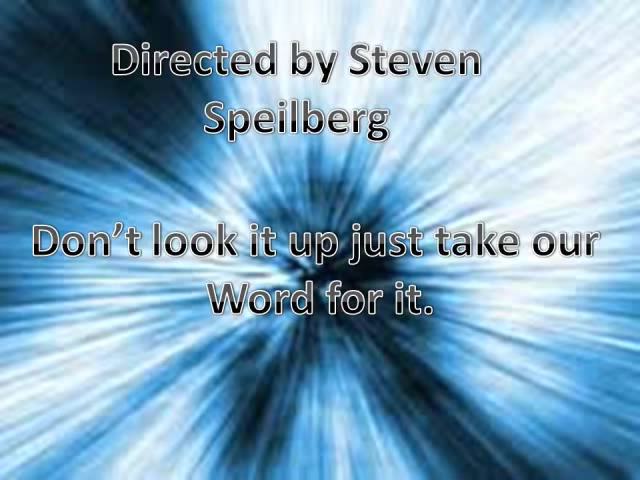 Directed by Steven
Speilberg
Don’t look it up just take our
Word for it.